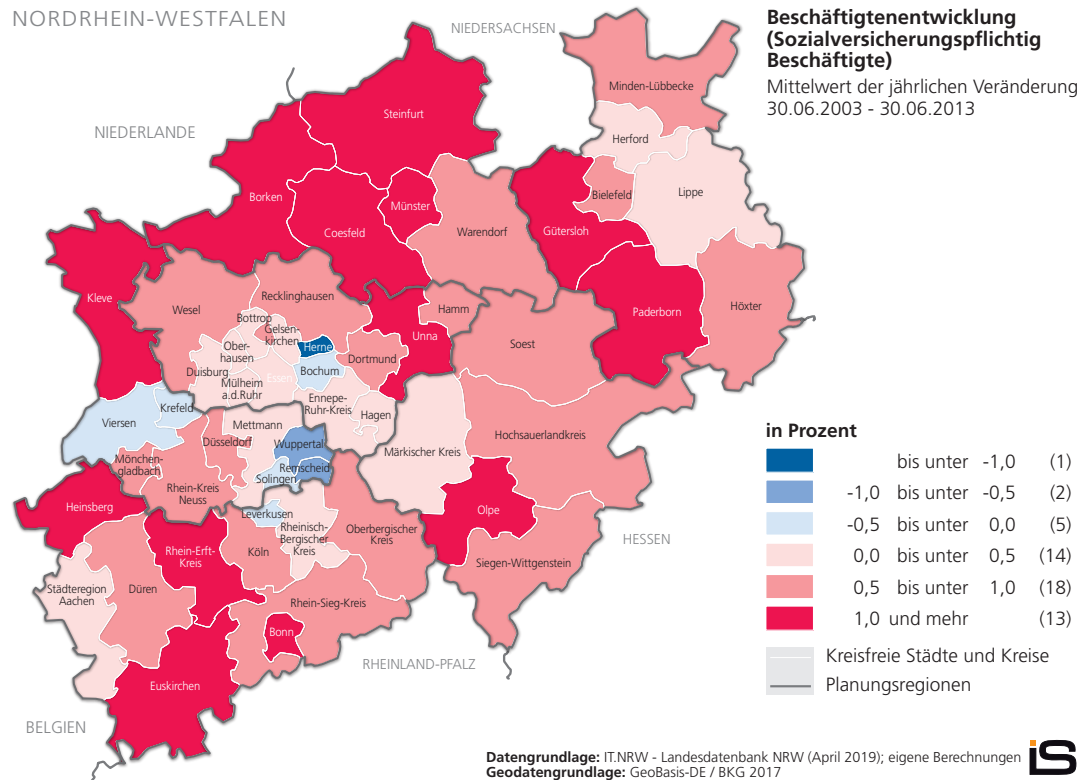 NORDRHEIN-WESTFALEN
NIEDERSACHSEN
Beschäftigtenentwicklung
(Sozialversicherungspflichtig
Beschäftigte)
Mittelwert der jährlichen Veränderung
30.06.2003 - 30.06.2013
NIEDERLANDE
Minden-Lübbecke
Steinfurt
Herford
Lippe
Bielefeld
Borken
Münster
Coesfeld
Warendorf
Gütersloh
Kleve
Wesel
Recklinghausen
Hamm
Paderborn
Höxter
Bottrop
Gelsen-
kirchen
Unna
Soest
Ober-
hausen
Herne
Dortmund
Duisburg
Essen
Bochum
Mülheim
a.d.Ruhr
Ennepe-
Ruhr-Kreis
Hagen
Krefeld
Viersen
Mettmann
Düsseldorf
Wuppertal
Hochsauerlandkreis
Märkischer Kreis
Mönchen-
gladbach
Remscheid
Solingen
Rhein-Kreis
Neuss
Heinsberg
Leverkusen
Olpe
Rheinisch-
Bergischer
Kreis
Oberbergischer
Kreis
Rhein-Erft-
Kreis
Köln
HESSEN
Siegen-Wittgenstein
Städteregion
Aachen
Düren
Rhein-Sieg-Kreis
Bonn
RHEINLAND-PFALZ
Euskirchen
BELGIEN
in Prozent
bis unter -1,0 (1)
-1,0 bis unter -0,5 (2)
-0,5 bis unter 0,0 (5)
0,0 bis unter 0,5 (14)
0,5 bis unter 1,0 (18)
1,0 und mehr (13)
Kreisfreie Städte und Kreise
Planungsregionen
Datengrundlage: IT.NRW - Landesdatenbank NRW (April 2019); eigene Berechnungen
Geodatengrundlage: GeoBasis-DE / BKG 2017
is